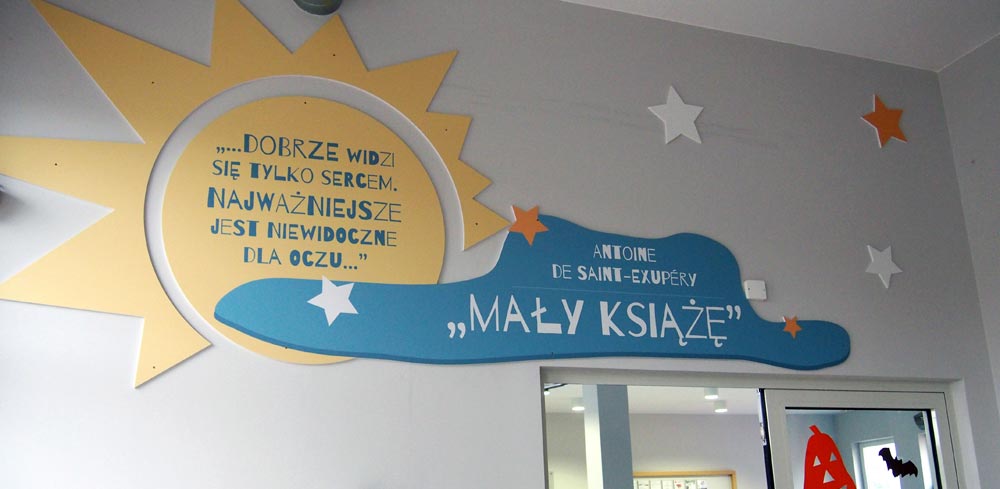 „...DOBRZE WIDZI
SIĘ TYLKO SERCEM.
NAJWAŻNIEJSZE
JEST NIEWIDOCZNE
DLA OCZU...”
ANTOINE
DE SAINT-EXUPÉRY
„MAŁY KSIĄŻĘ”